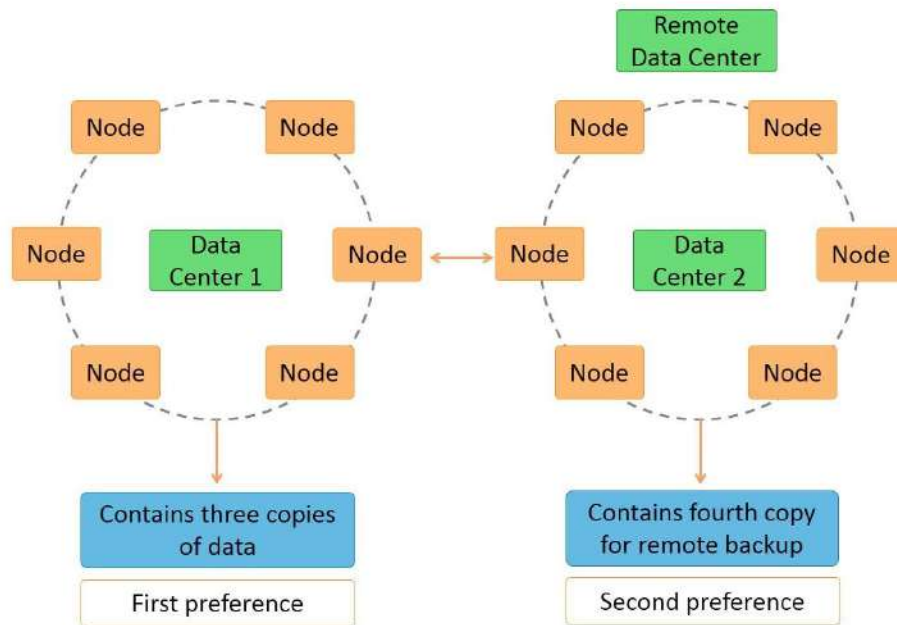 Remote
Data Center
Node
Node
Node
Node
Node
Data
Center 1
Node
Node
Data
Center 2
Node
Node
Node
Node
Node
Contains three copies
of data
Contains fourth copy
for remote backup
First preference
Second preference